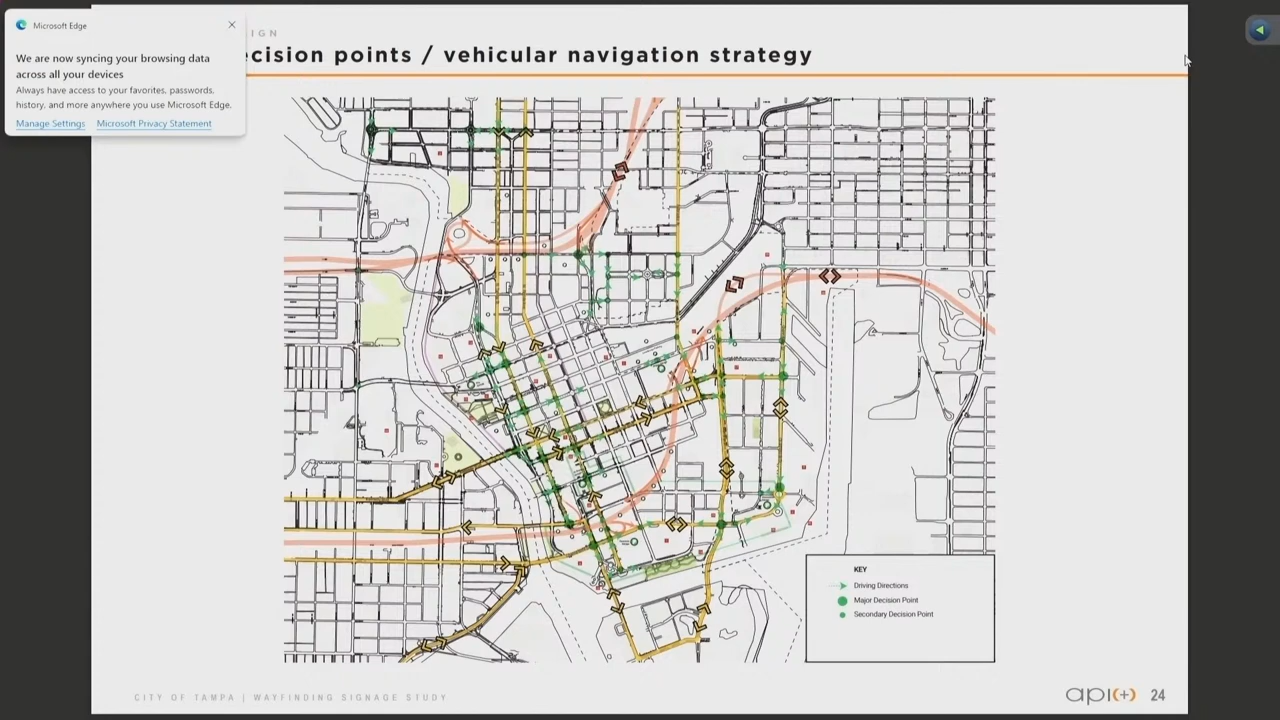 Microsoft Edge
We are now syncing your browsing data
across all your devices
Always have access to your favorites, passwords,
history, and more anywhere you use Microsoft Edge.
Manage Settings Microsoft Privacy Statement
IGN
cision points / vehicular navigation strategy
KEY
Driving Directions
Major Decision Point
Secondary Decision Point
CITY OF TAMPA | WAYFINDING SIGNAGE STUDY
api(+) 24